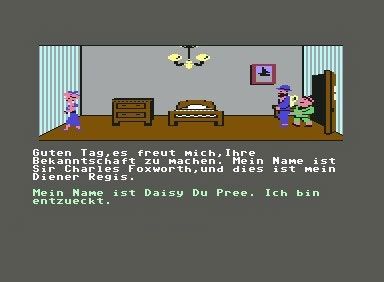 Guten Tag,es freut mich,Ihre
Bekanntschaft zu machen. Mein Name ist
Sir Charles Foxworth,und dies ist mein
Diener Regis.
Mein Name ist Daisy Du Pree. Ich bin
entzueckt.